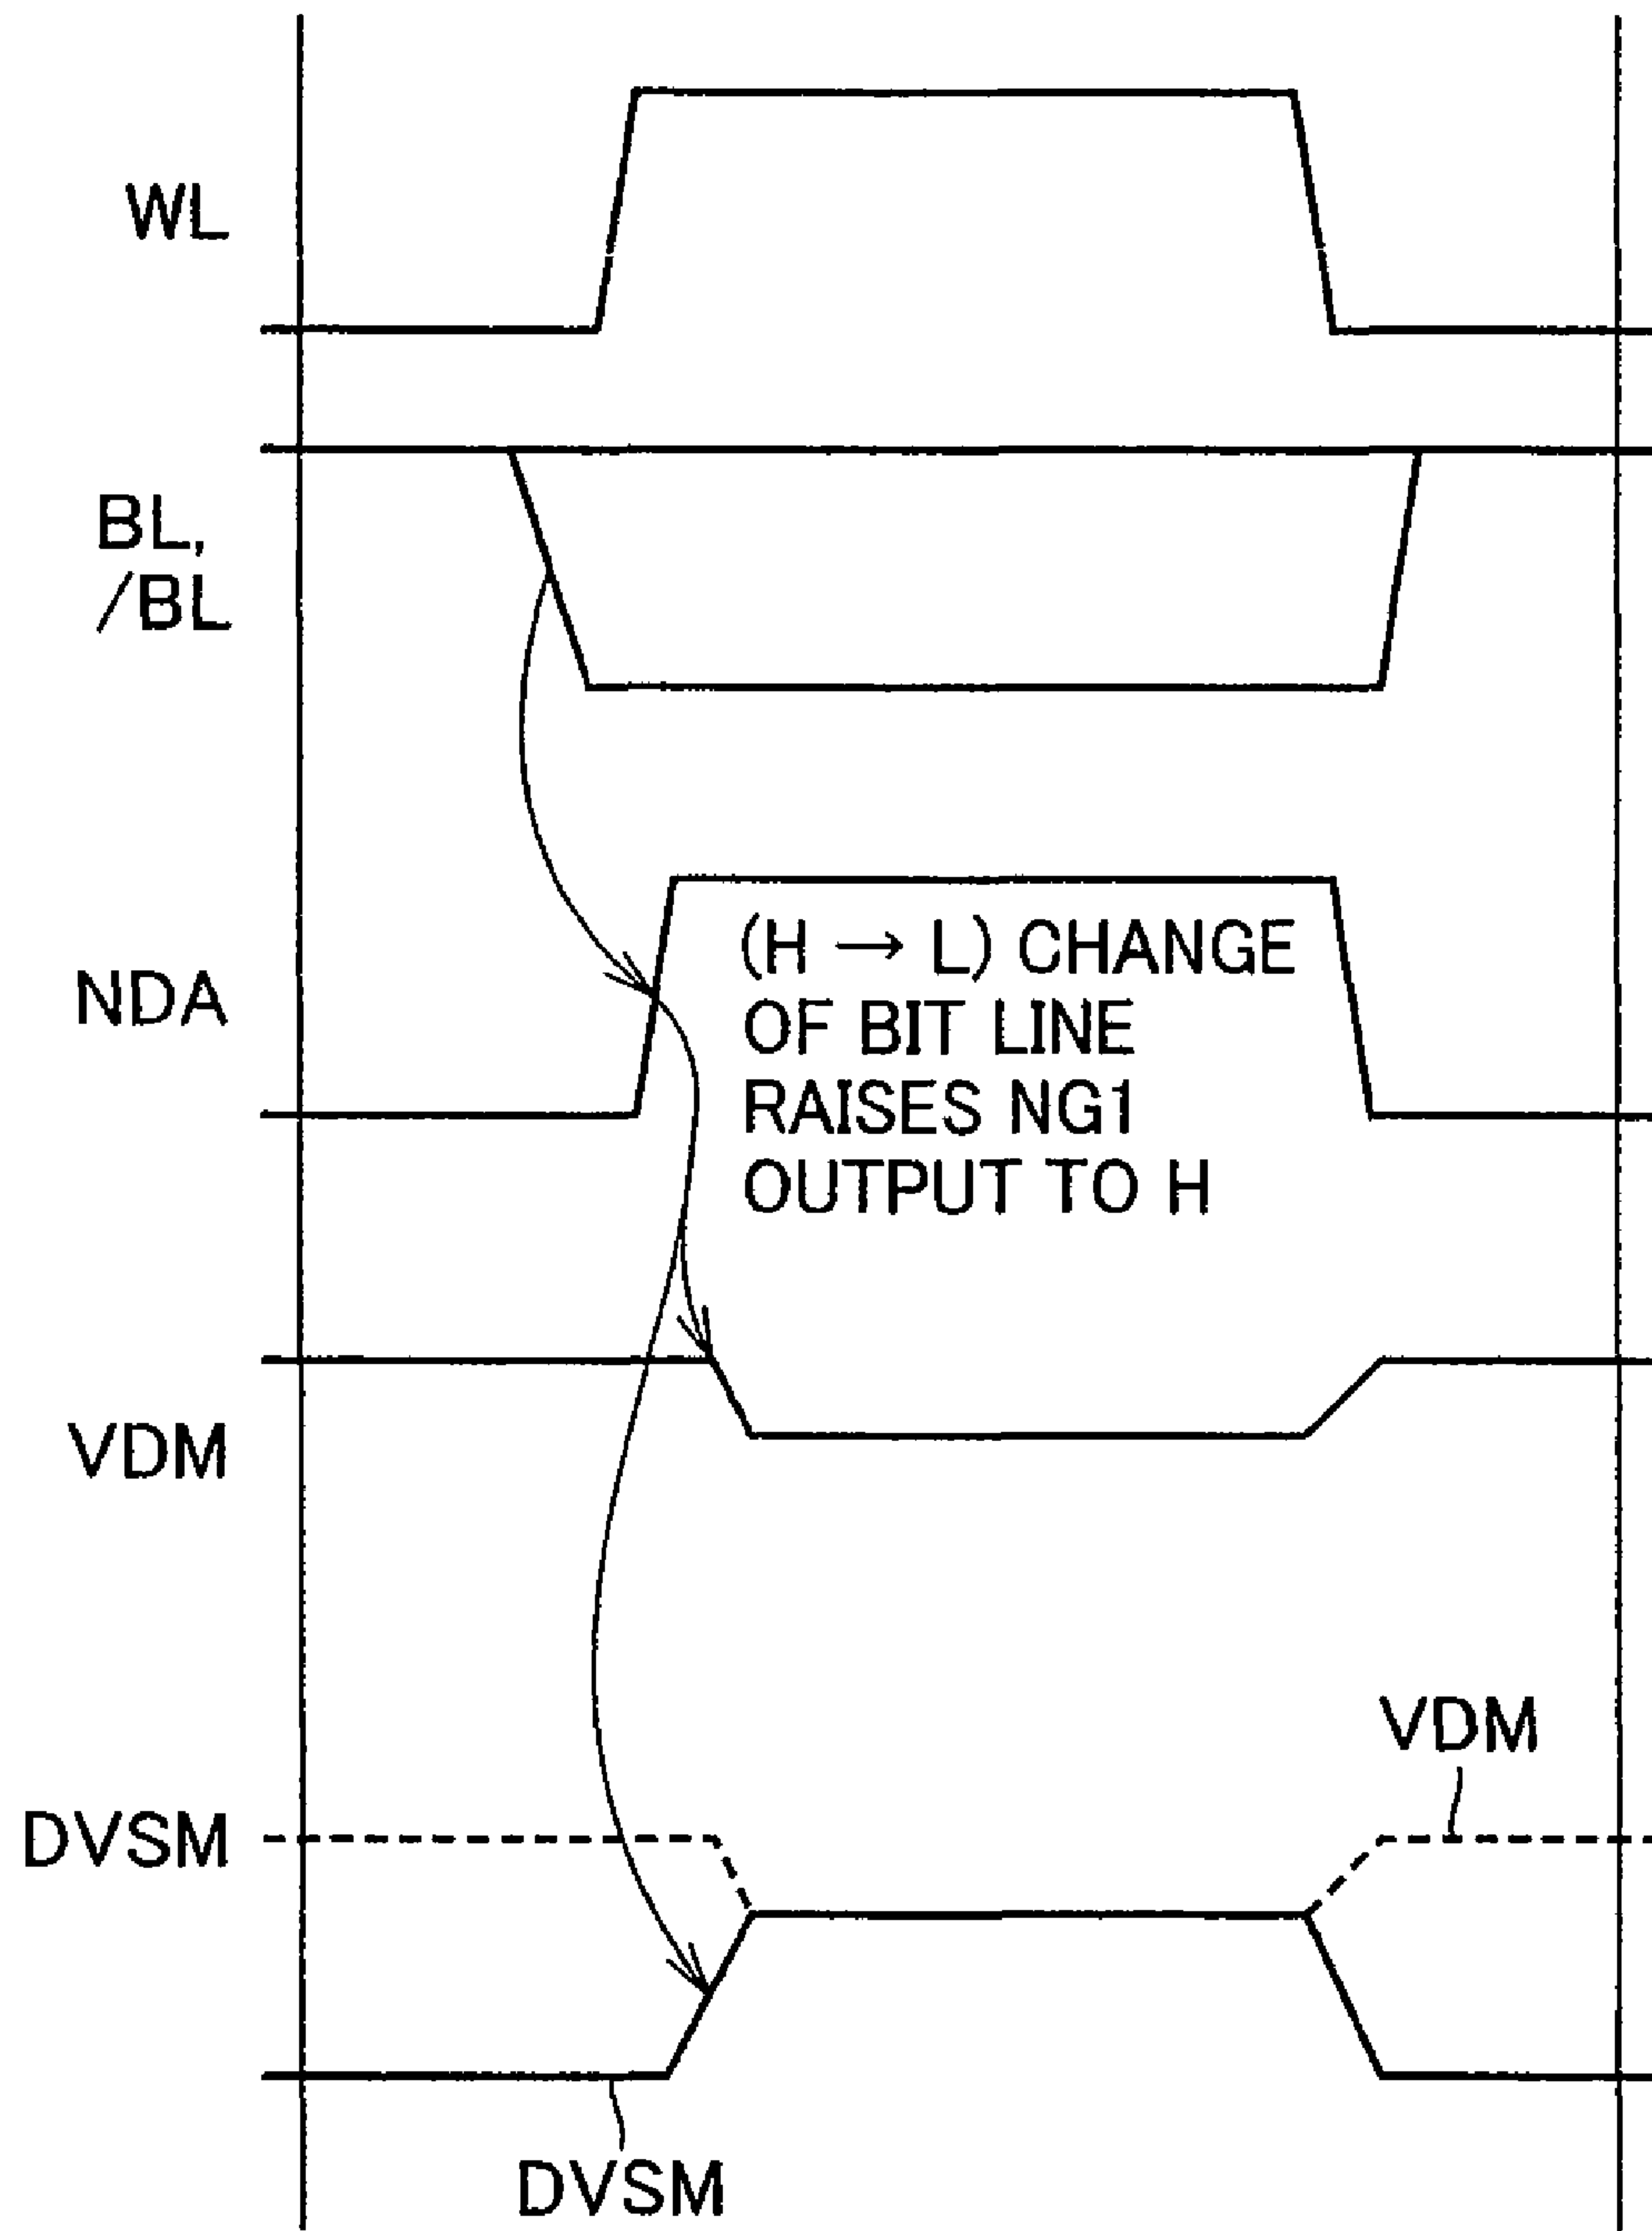 WL
BL,
/BL
NDA
(H → L) CHANGE
OF BIT LINE
RAISES NG1
OUTPUT TO H
VDM
VDM
DVSM
DVSM